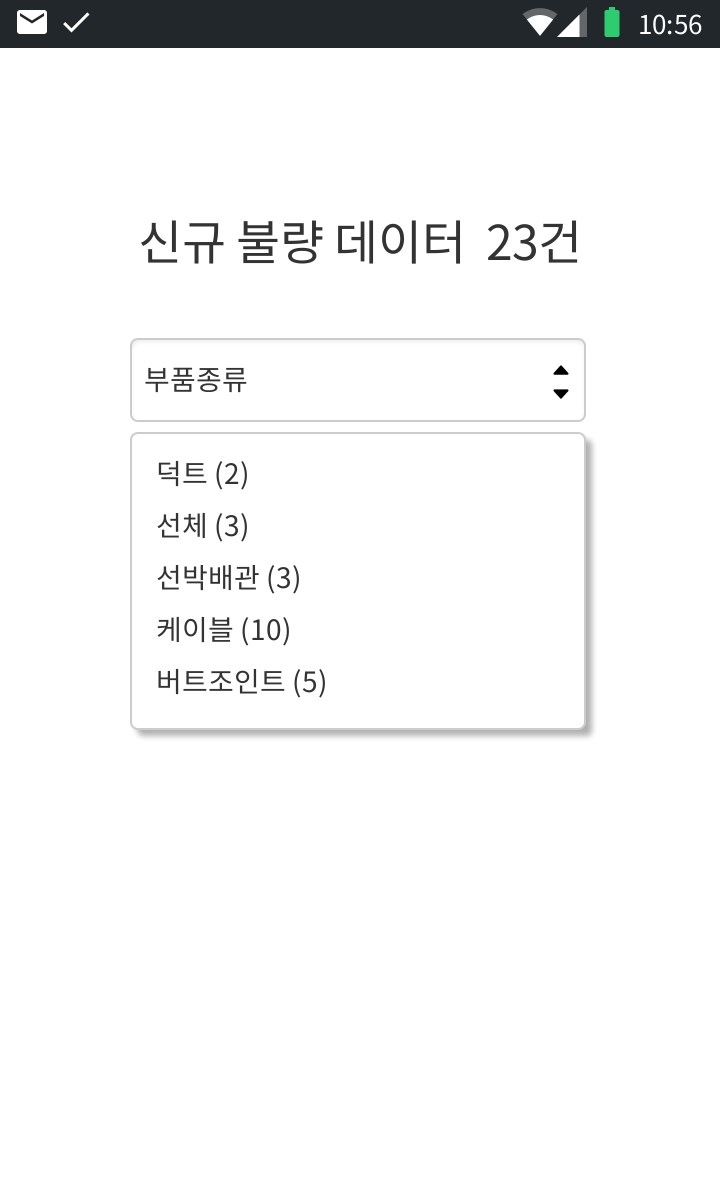 10:56
신규 불량 데이터 23건
부품종류
덕트 (2)
선체 (3)
선박배관 (3)
케이블 (10)
버트조인트 (5)